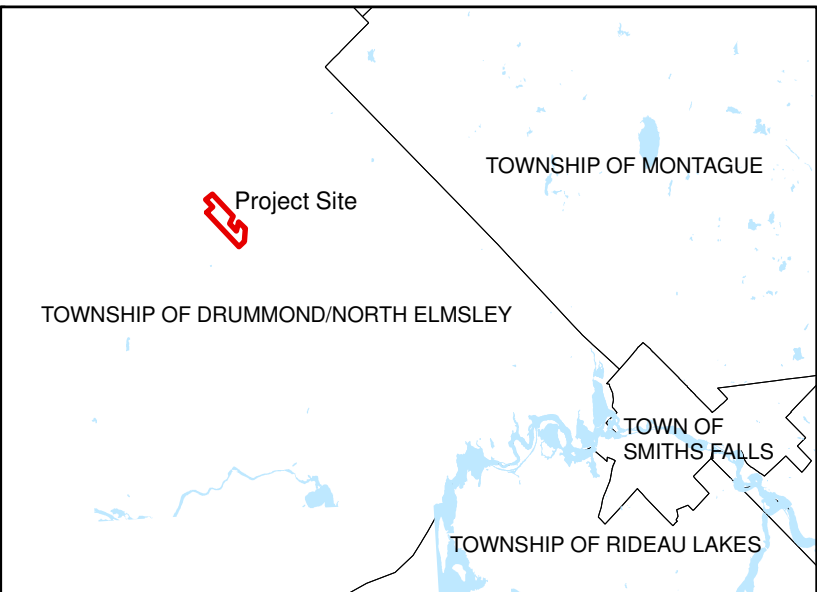 TOWNSHIP OF MONTAGUE
Project Site
TOWNSHIP OF DRUMMOND/NORTH ELMSLEY
TOWN OF
SMITHS FALLS
TOWNSHIP OF RIDEAU LAKES